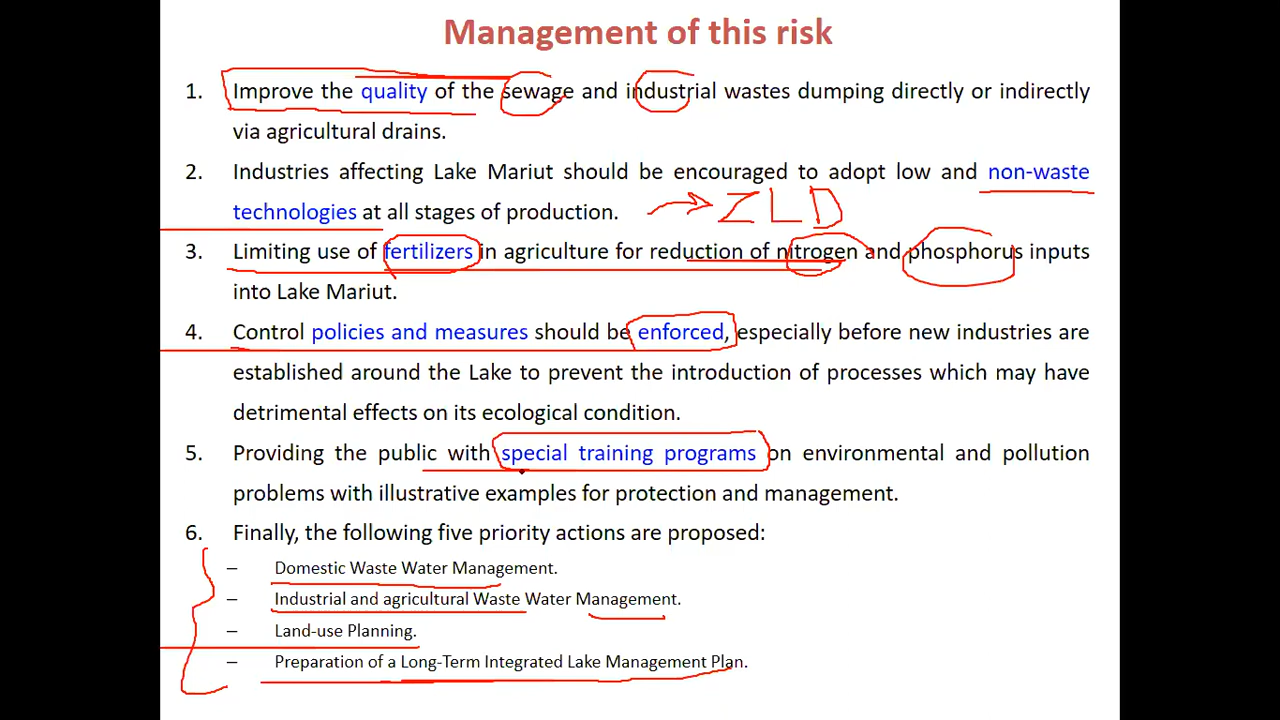 Management of this risk
1. Improve the quality of the sewage and industrial wastes dumping directly or indirectly
via agricultural drains.
2. Industries affecting Lake Mariut should be encouraged to adopt low and non-waste
technologies at all stages of production. → ZLD
3. Limiting use of fertilizers in agriculture for reduction of nitrogen and phosphorus inputs
into Lake Mariut.
4. Control policies and measures should be enforced, especially before new industries are
established around the Lake to prevent the introduction of processes which may have
detrimental effects on its ecological condition.
5. Providing the public with special training programs on environmental and pollution
problems with illustrative examples for protection and management.
6. Finally, the following five priority actions are proposed:
– Domestic Waste Water Management.
– Industrial and agricultural Waste Water Management.
– Land-use Planning.
– Preparation of a Long-Term Integrated Lake Management Plan.